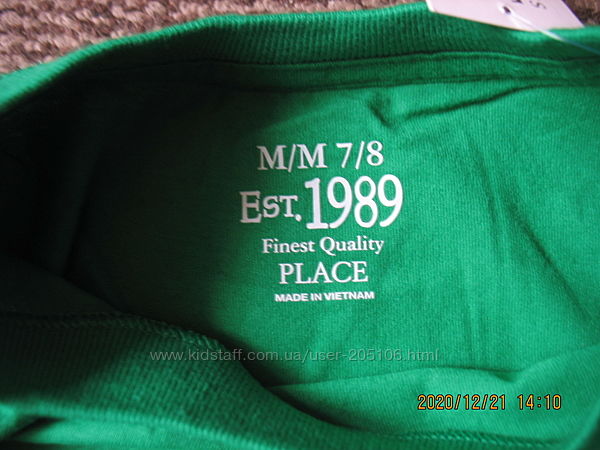 M/M 7/8
EST. 1989
Finest Quality
PLACE
MADE IN VIETNAM
www.kidstaff.com.ua/user-205106.html
2020/12/21 14:10